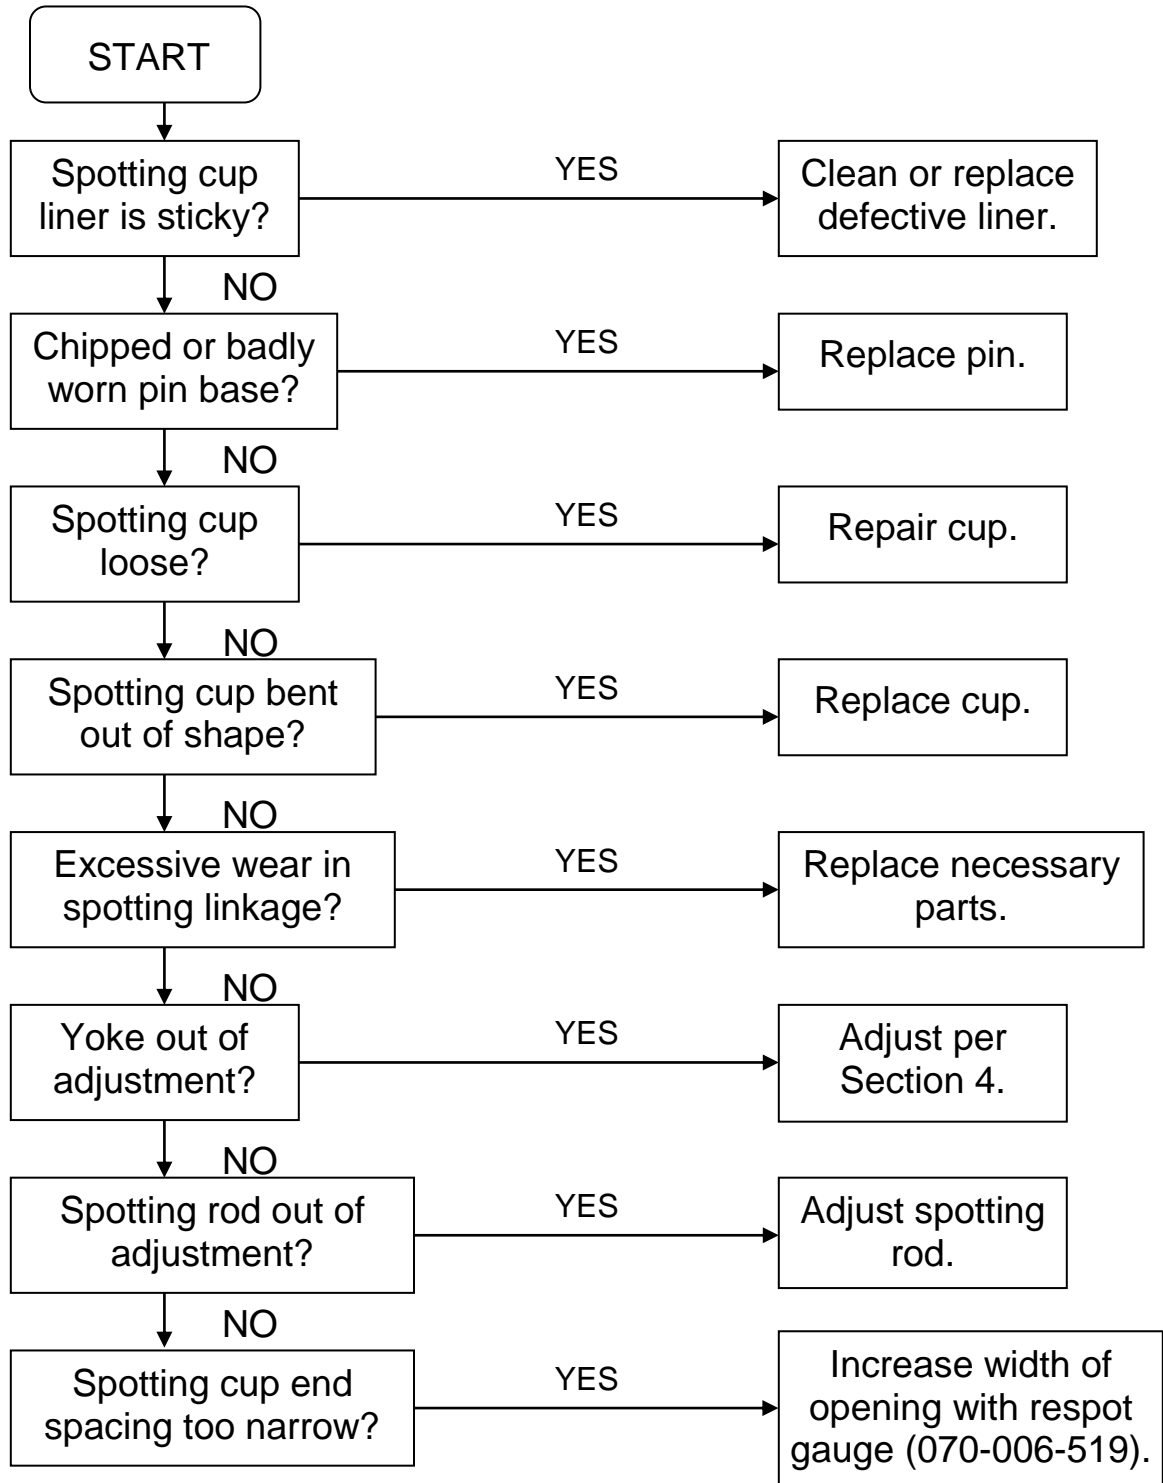 START
Spotting cup
liner is sticky?
YES
Clean or replace
defective liner.
NO
Chipped or badly
worn pin base?
YES
Replace pin.
NO
Spotting cup
loose?
YES
Repair cup.
NO
Spotting cup bent
out of shape?
YES
Replace cup.
NO
Excessive wear in
spotting linkage?
YES
Replace necessary
parts.
NO
Yoke out of
adjustment?
YES
Adjust per
Section 4.
NO
Spotting rod out of
adjustment?
YES
Adjust spotting
rod.
NO
Spotting cup end
spacing too narrow?
YES
Increase width of
opening with respot
gauge (070-006-519).